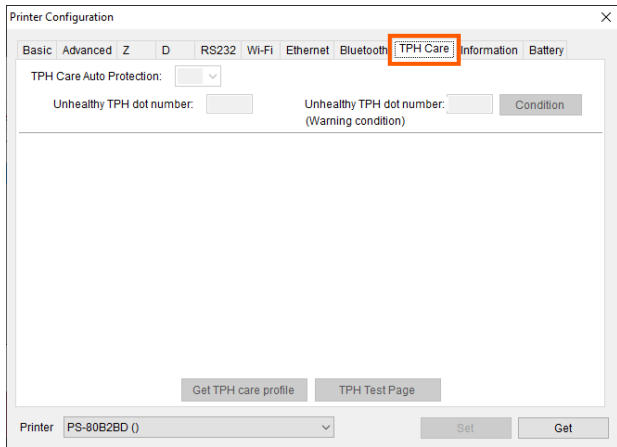 Printer Configuration
Basic Advanced Z D RS232 Wi-Fi Ethernet Bluetooth TPH Care Information Battery
TPH Care Auto Protection:
Unhealthy TPH dot number: Unhealthy TPH dot number: Condition
(Warning condition)
Get TPH care profile TPH Test Page
Printer PS-80B2BD () Set Get